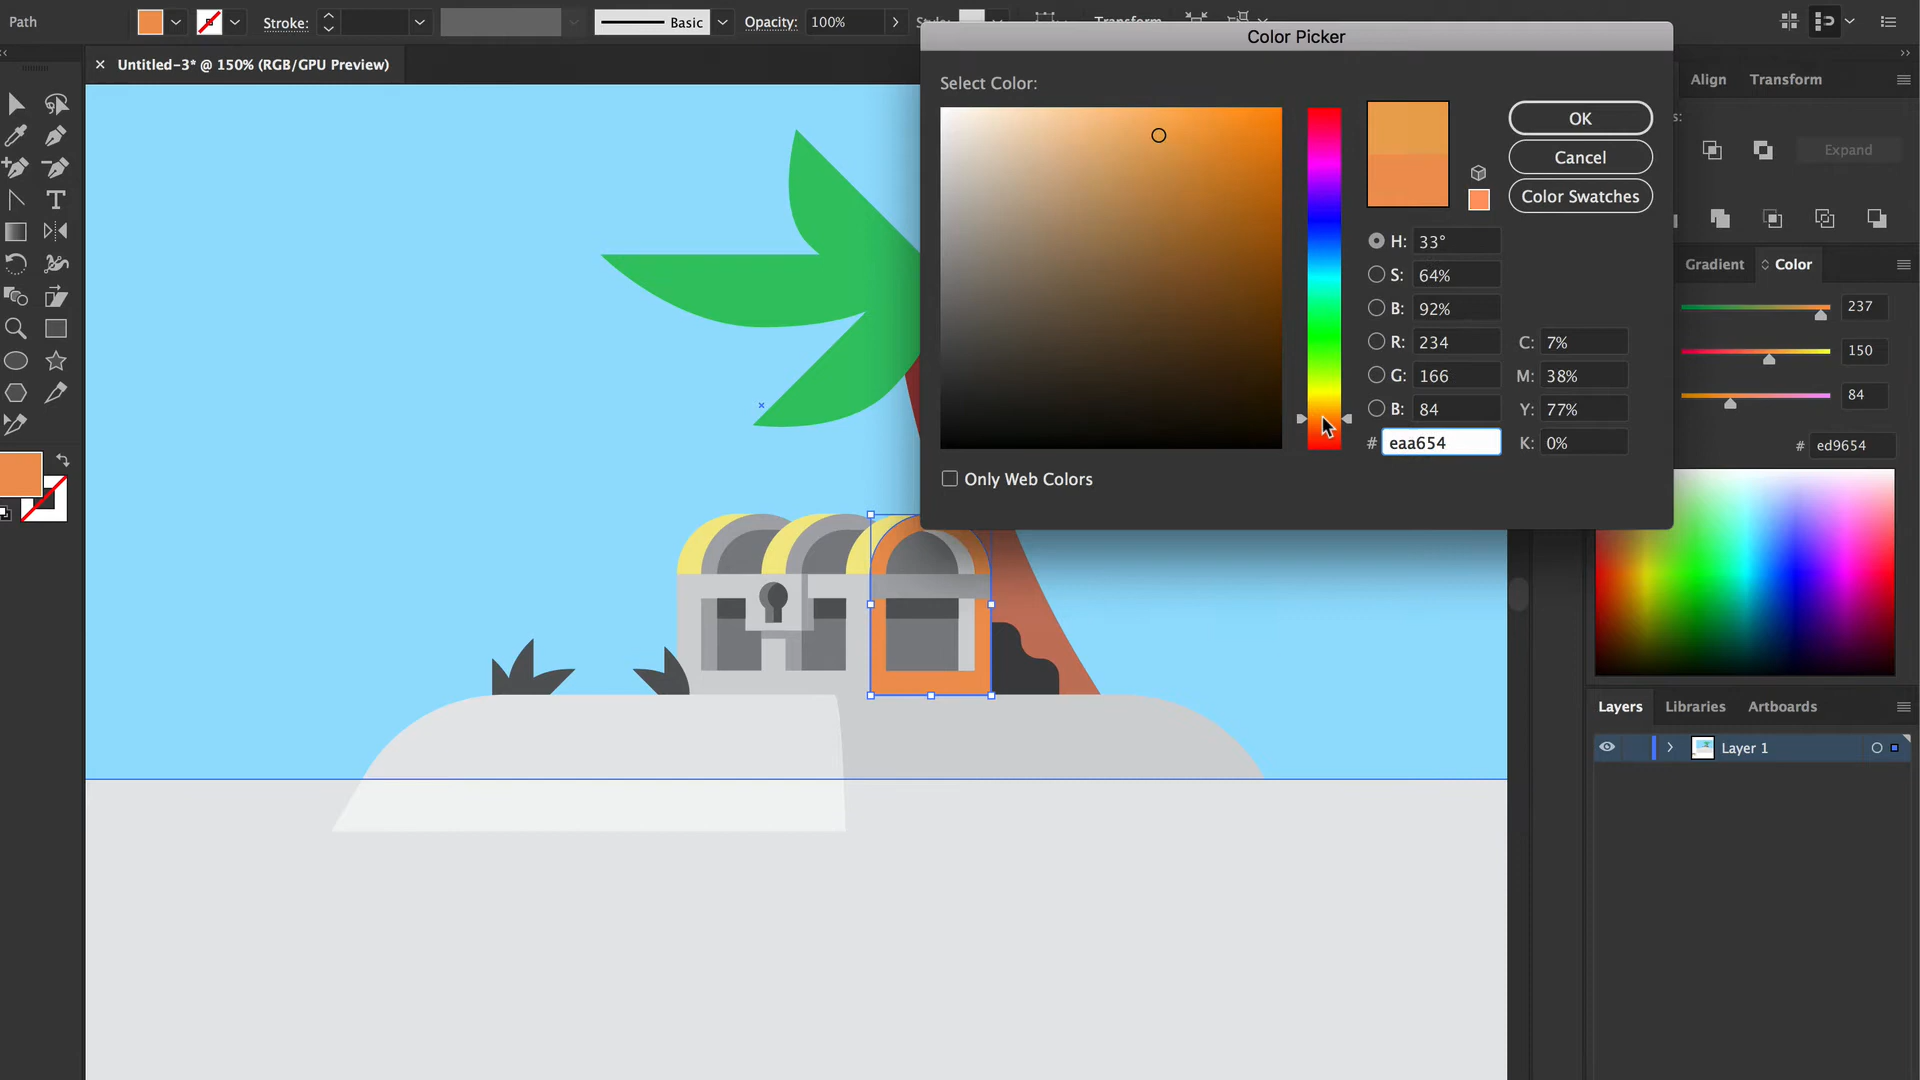 Path
Stroke:
Basic
Opacity:
100%
Style:
Transform
Untitled-3* @ 150% (RGB/GPU Preview)
Color Picker
Select Color:
OK
Cancel
Color Swatches
H: 33°
S: 64%
B: 92%
R: 234
G: 166
B: 84
# eaa654
C: 7%
M: 38%
Y: 77%
K: 0%
Only Web Colors
Align
Transform
Expand
Gradient
Color
237
150
84
# ed9654
Layers
Libraries
Artboards
Layer 1